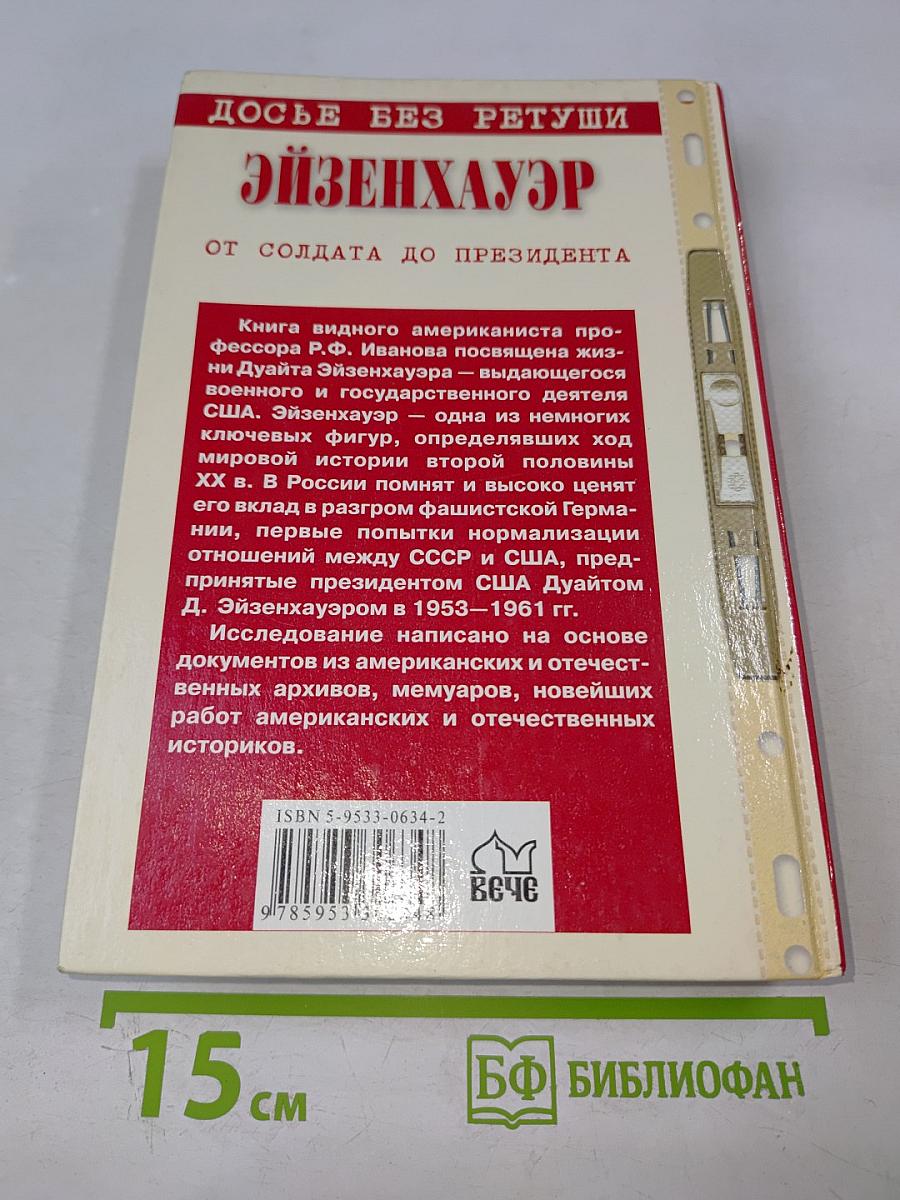 ДОСЬЕ БЕЗ РЕТУШИ
ЭЙЗЕНХАУЭР
ОТ СОЛДАТА ДО ПРЕЗИДЕНТА
Книга видного американиста про-
фессора Р.Ф. Иванова посвящена жиз-
ни Дуайта Эйзенхауэра — выдающегося
военного и государственного деятеля
США. Эйзенхауэр — одна из немногих
ключевых фигур, определявших ход
мировой истории второй половины
XX в. В России помнят и высоко ценят
его вклад в разгром фашистской Герма-
нии, первые попытки нормализации
отношений между СССР и США, пред-
принятые президентом США Дуайтом
Д. Эйзенхауэром в 1953—1961 гг.
Исследование написано на основе
документов из американских и отечест-
венных архивов, мемуаров, новейших
работ американских и отечественных
историков.
ISBN 5-9533-0634-2
ВЕЧЕ
15 см
БФ БИБЛИОФАН